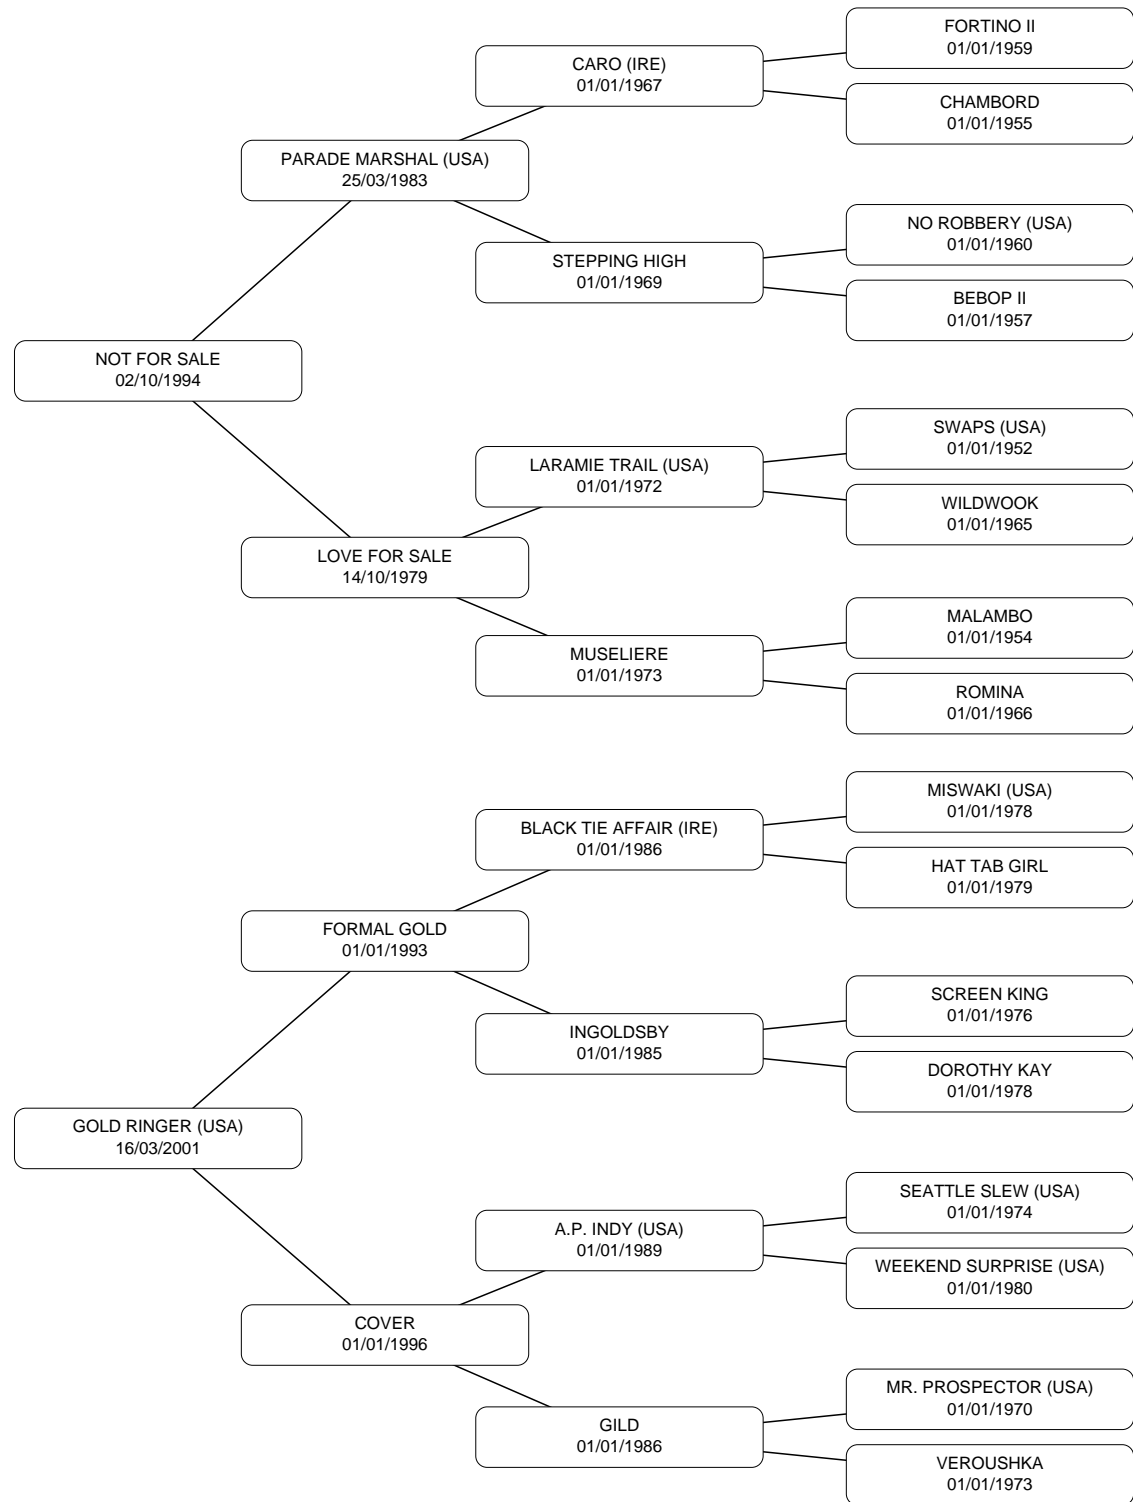 FORTINO II
01/01/1959
CARO (IRE)
01/01/1967
CHAMBORD
01/01/1955
PARADE MARSHAL (USA)
25/03/1983
NO ROBBERY (USA)
01/01/1960
STEPPING HIGH
01/01/1969
BEBOP II
01/01/1957
NOT FOR SALE
02/10/1994
SWAPS (USA)
01/01/1952
LARAMIE TRAIL (USA)
01/01/1972
WILDWOOK
01/01/1965
LOVE FOR SALE
14/10/1979
MALAMBO
01/01/1954
MUSELIERE
01/01/1973
ROMINA
01/01/1966
MISWAKI (USA)
01/01/1978
BLACK TIE AFFAIR (IRE)
01/01/1986
HAT TAB GIRL
01/01/1979
FORMAL GOLD
01/01/1993
SCREEN KING
01/01/1976
INGOLDSBY
01/01/1985
DOROTHY KAY
01/01/1978
GOLD RINGER (USA)
16/03/2001
SEATTLE SLEW (USA)
01/01/1974
A.P. INDY (USA)
01/01/1989
WEEKEND SURPRISE (USA)
01/01/1980
COVER
01/01/1996
MR. PROSPECTOR (USA)
01/01/1970
GILD
01/01/1986
VEROUSHKA
01/01/1973